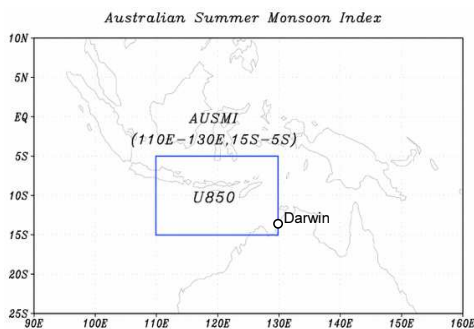 Australian Summer Monsoon Index
10N
5N
EQ
AUSMI
(110E-130E,15S-5S)
5S
10S
U850
Darwin
15S
20S
25S
90E 100E 110E 120E 130E 140E 150E 160E